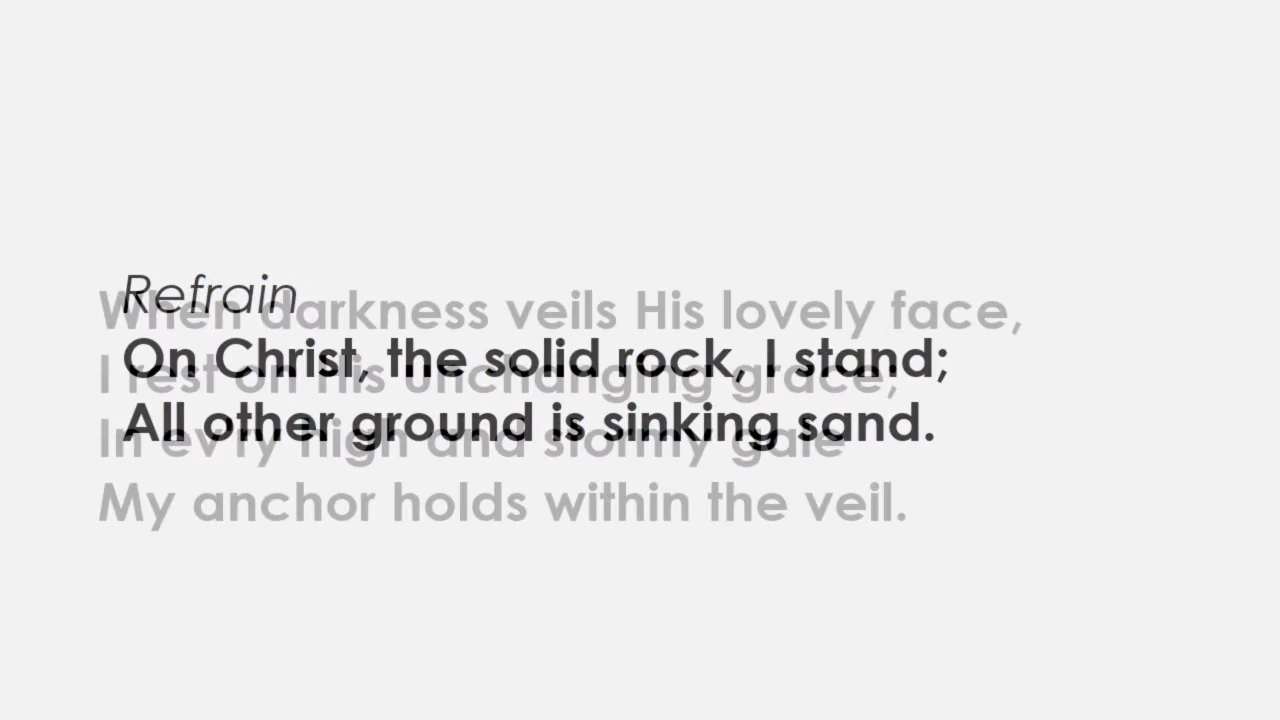 Refrain
On Christ, the solid rock, I stand;
All other ground is sinking sand.
When darkness veils His lovely face,
I rest on His unchanging grace;
In ev'ry high and stormy gale
My anchor holds within the veil.